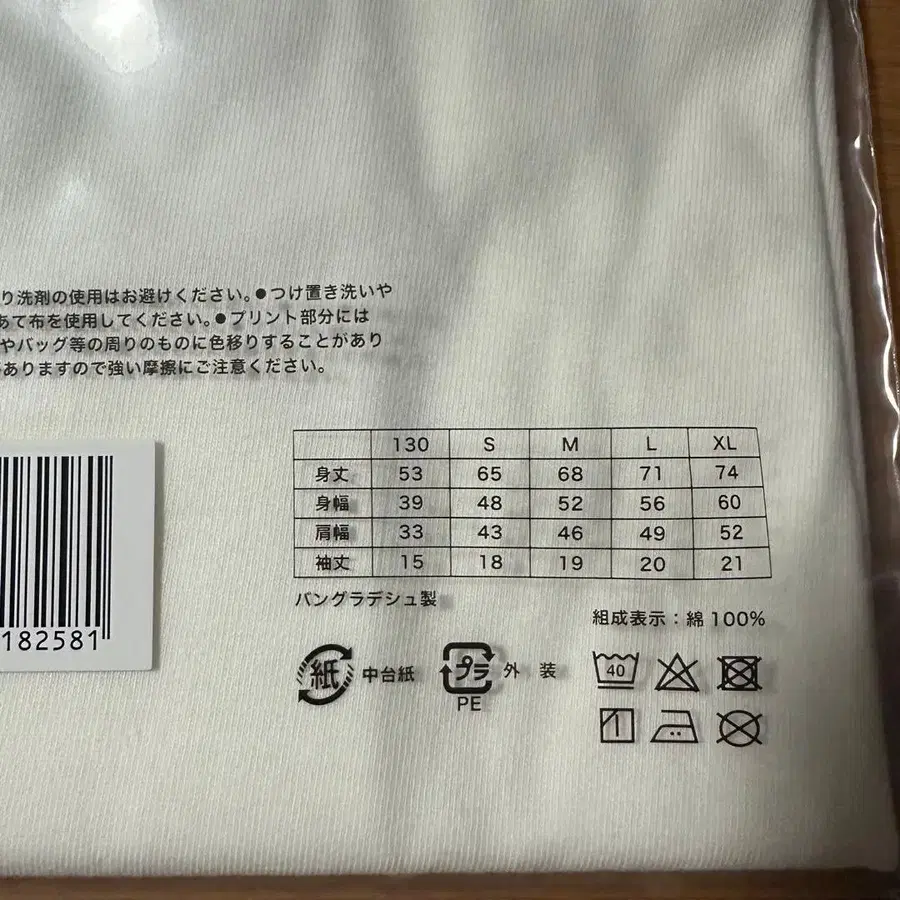 り洗剤の使用はお避けください。●つけ置き洗いや
あて布を使用してください。●プリント部分には
やバッグ等の周りのものに色移りすることがあり
ありますので強い摩擦にご注意ください。
130 S M L XL
身丈 53 65 68 71 74
身幅 39 48 52 56 60
肩幅 33 43 46 49 52
袖丈 15 18 19 20 21
バングラデシュ製
組成表示：綿 100%
紙 中台紙 プラ 外 装
PE
40
182581